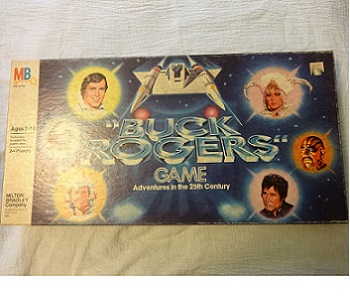 MB
Ages 7-14
2-4 Players
"BUCK
ROGERS"
GAME
Adventures in the 25th Century
MILTON
BRADLEY
Company